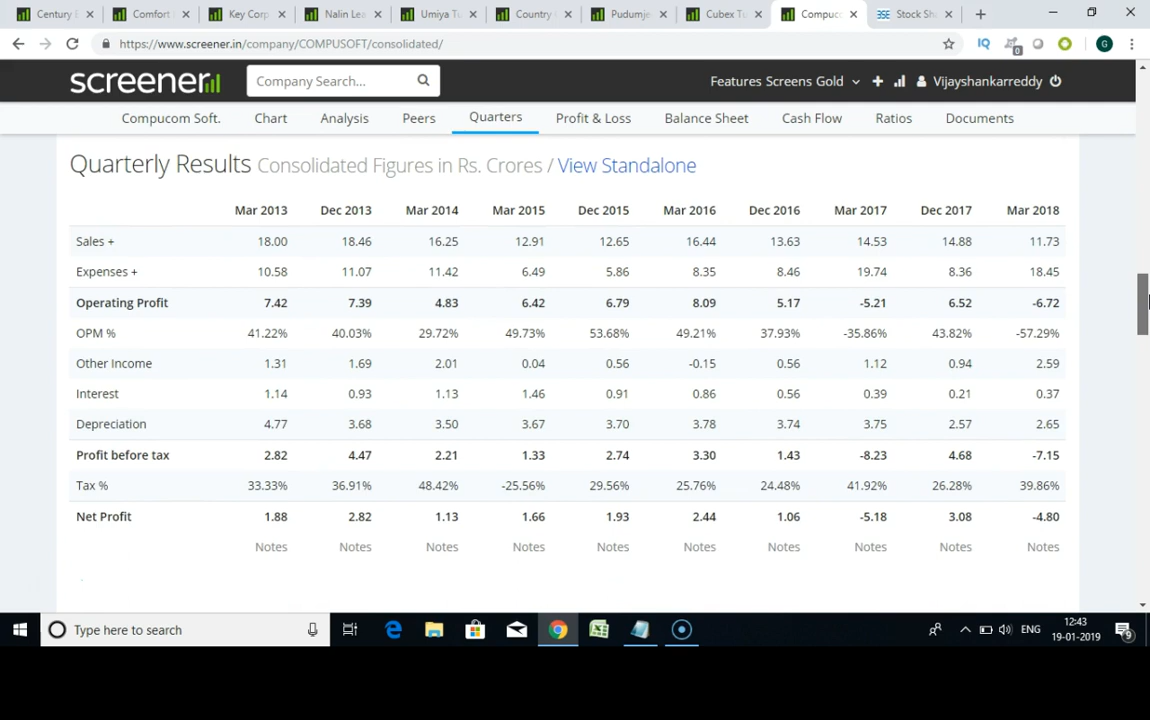 Century
Comfort
Key Corp
Nalin Lea
Umiya Tu
Country
Pudumje
Cubex Tu
Compuc
Stock Sh
https://www.screener.in/company/COMPUSOFT/consolidated/
IQ
0
G
screener
Company Search...
Features Screens Gold
Vijayshankarreddy
Compucom Soft. Chart Analysis Peers Quarters Profit & Loss Balance Sheet Cash Flow Ratios Documents
Quarterly Results Consolidated Figures in Rs. Crores / View Standalone
Mar 2013 Dec 2013 Mar 2014 Mar 2015 Dec 2015 Mar 2016 Dec 2016 Mar 2017 Dec 2017 Mar 2018
Sales + 18.00 18.46 16.25 12.91 12.65 16.44 13.63 14.53 14.88 11.73
Expenses + 10.58 11.07 11.42 6.49 5.86 8.35 8.46 19.74 8.36 18.45
Operating Profit 7.42 7.39 4.83 6.42 6.79 8.09 5.17 -5.21 6.52 -6.72
OPM % 41.22% 40.03% 29.72% 49.73% 53.68% 49.21% 37.93% -35.86% 43.82% -57.29%
Other Income 1.31 1.69 2.01 0.04 0.56 -0.15 0.56 1.12 0.94 2.59
Interest 1.14 0.93 1.13 1.46 0.91 0.86 0.56 0.39 0.21 0.37
Depreciation 4.77 3.68 3.50 3.67 3.70 3.78 3.74 3.75 2.57 2.65
Profit before tax 2.82 4.47 2.21 1.33 2.74 3.30 1.43 -8.23 4.68 -7.15
Tax % 33.33% 36.91% 48.42% -25.56% 29.56% 25.76% 24.48% 41.92% 26.28% 39.86%
Net Profit 1.88 2.82 1.13 1.66 1.93 2.44 1.06 -5.18 3.08 -4.80
Notes Notes Notes Notes Notes Notes Notes Notes Notes Notes
Type here to search
ENG
12:43
19-01-2019
9